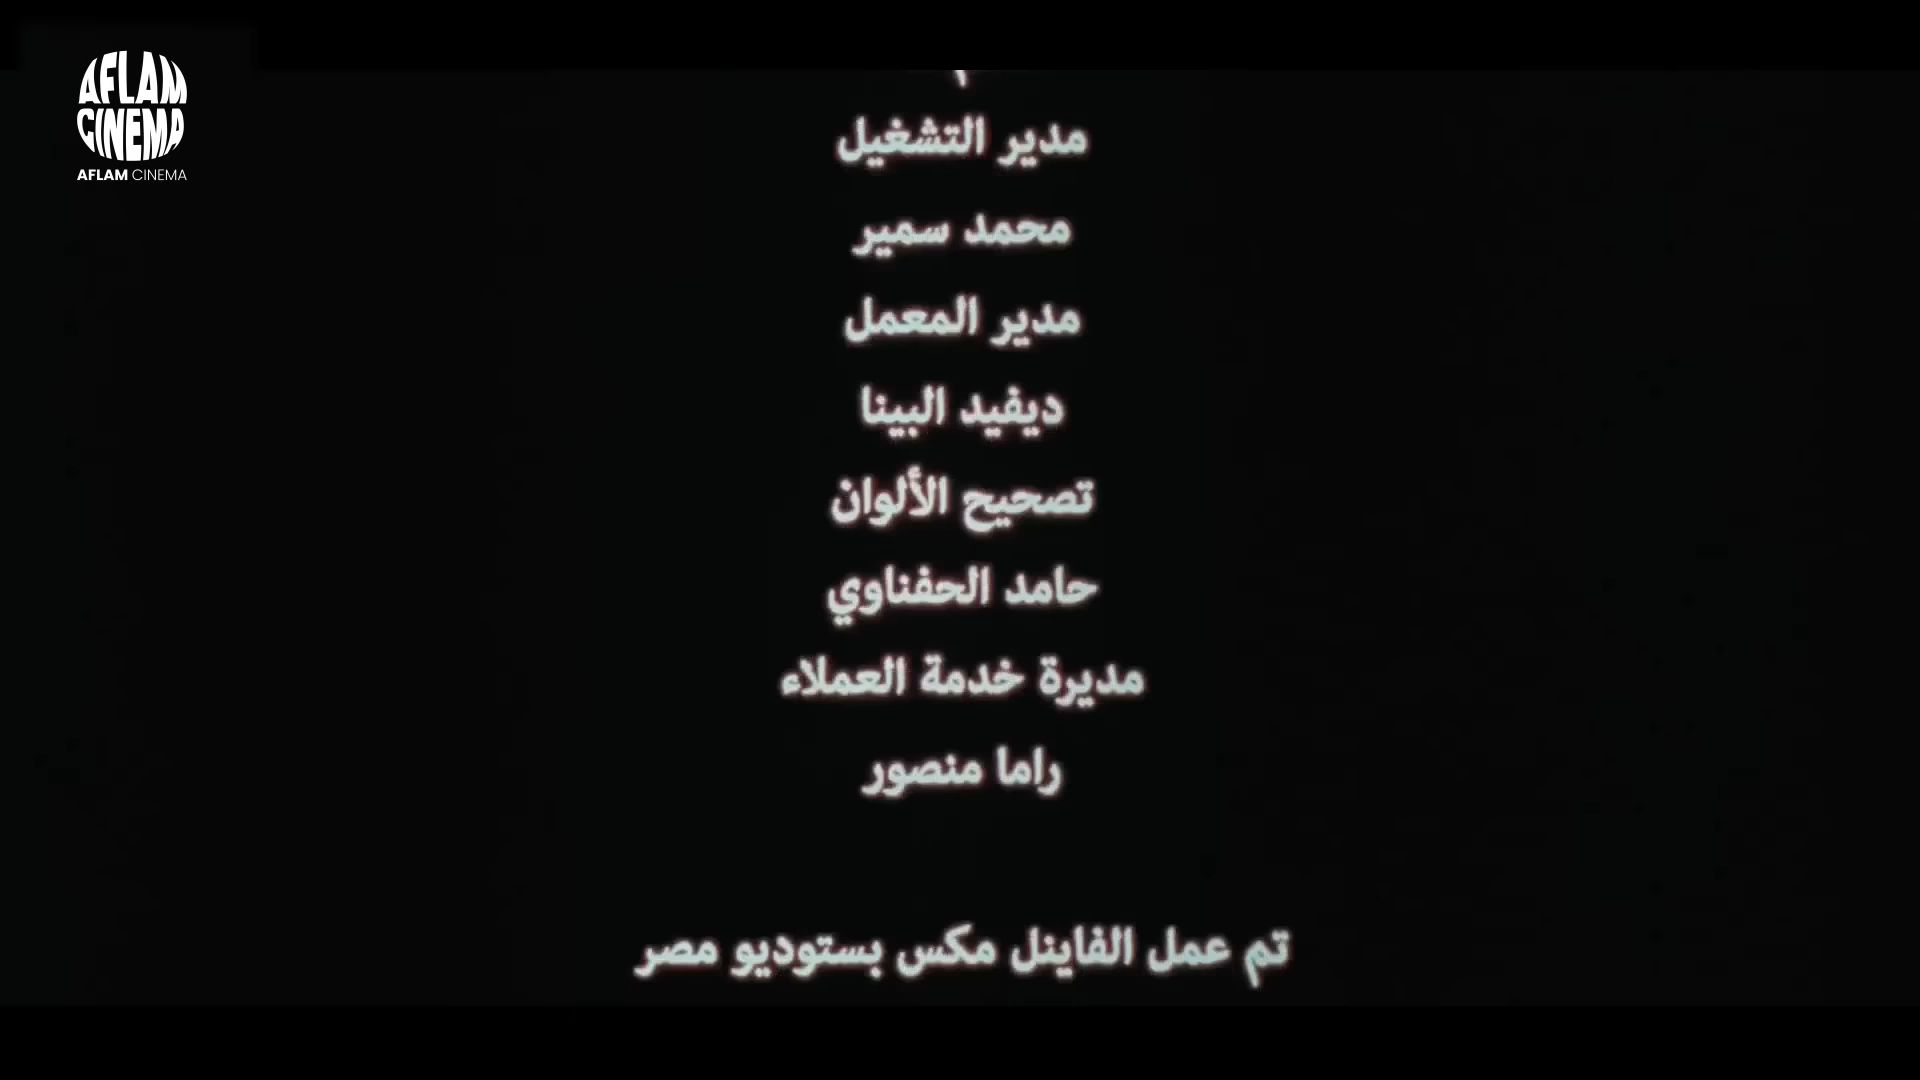 AFLAM
CINEMA
AFLAM CINEMA
مدير التشغيل
محمد سمير
مدير المعمل
ديفيد البينا
تصحيح الألوان
حامد الحفناوي
مديرة خدمة العملاء
راما منصور
تم عمل الفاينل مكس بستوديو مصر